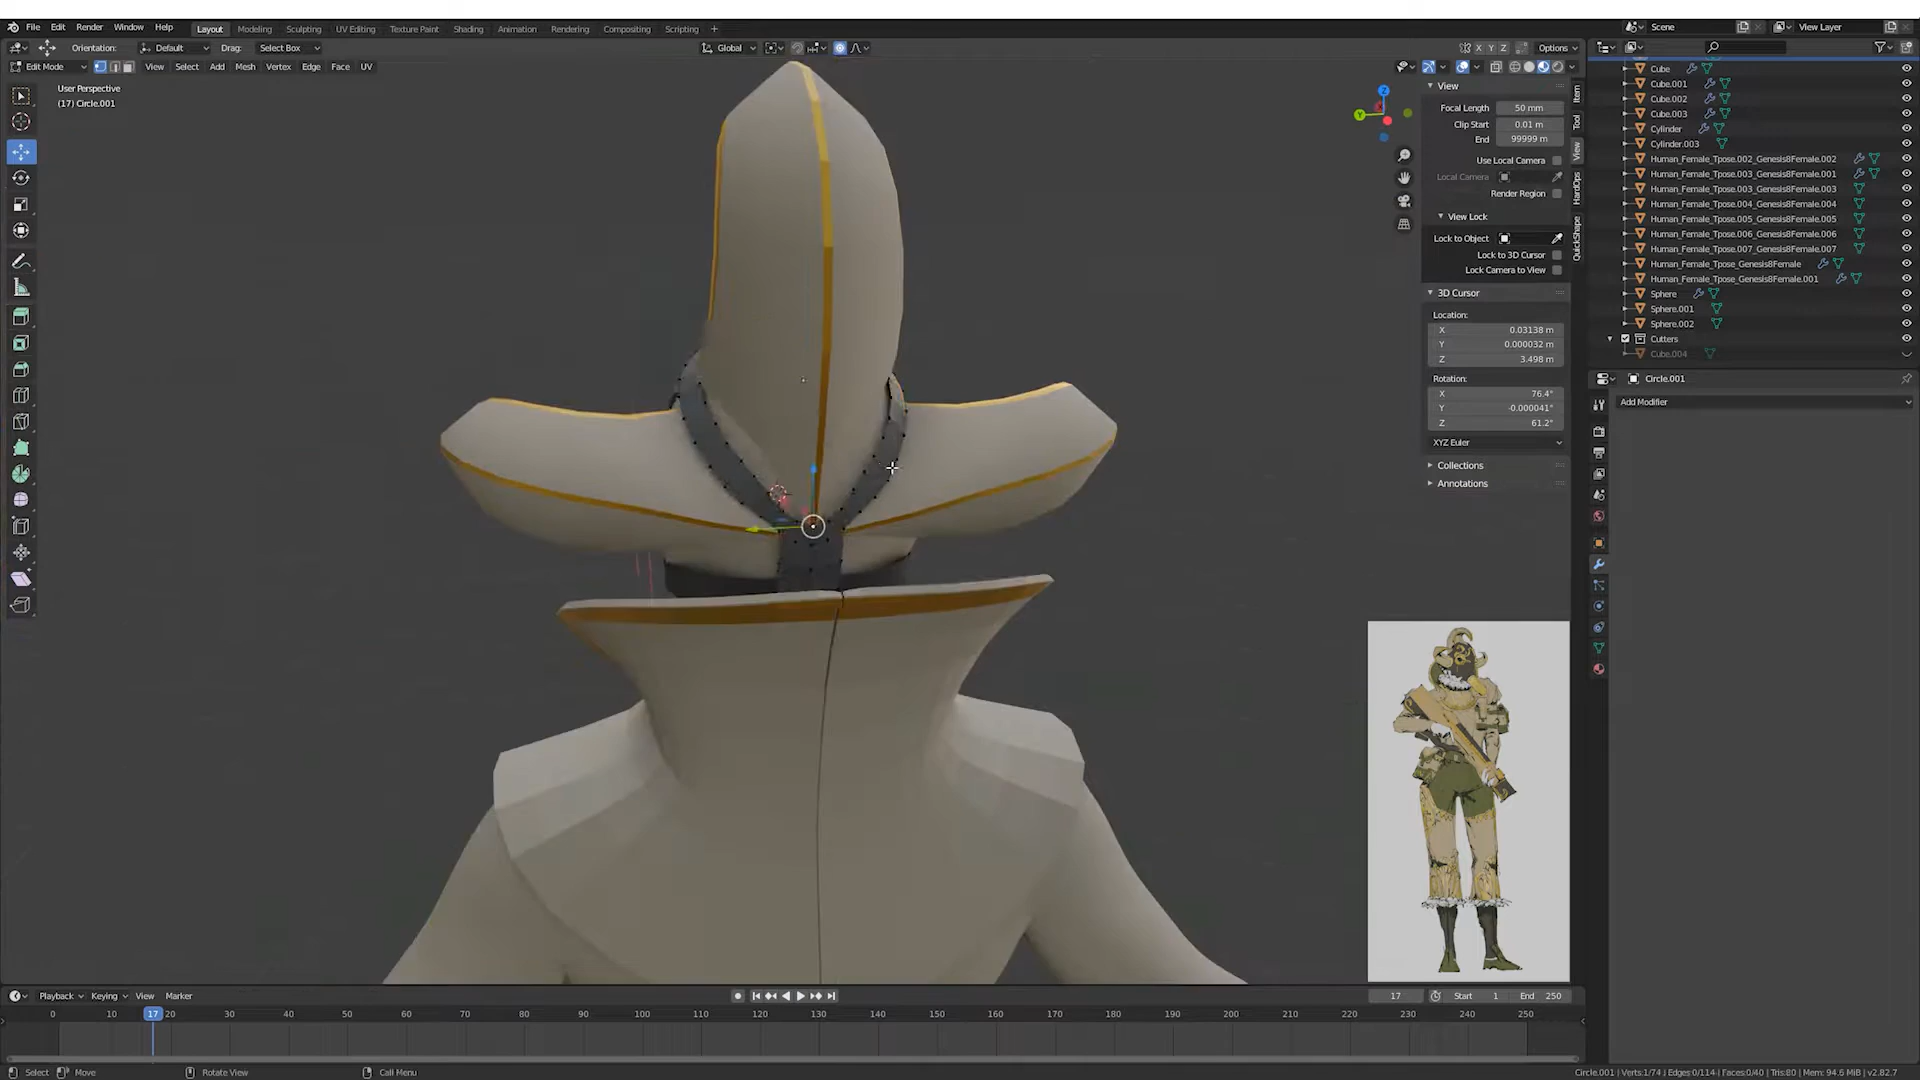 File Edit Render Window Help Layout Modeling Sculpting UV Editing Texture Paint Shading Animation Rendering Compositing Scripting + Scene View Layer
Orientation: Default Drag: Select Box Global X Y Z Options
Edit Mode View Select Add Mesh Vertex Edge Face UV
User Perspective
(17) Circle.001
View
Focal Length 50 mm
Clip Start 0.01 m
End 99999 m
Use Local Camera
Local Camera
Render Region
View Lock
Lock to Object
Lock to 3D Cursor
Lock Camera to View
3D Cursor
Location:
X 0.03138 m
Y 0.000032 m
Z 3.498 m
Rotation:
X 76.4°
Y -0.000041°
Z 61.2°
XYZ Euler
Collections
Annotations
Item
Tool
View
HardOps
QuickShape
Z
Y
Cube
Cube.001
Cube.002
Cube.003
Cylinder
Cylinder.003
Human_Female_Tpose.002_Genesis8Female.002
Human_Female_Tpose.003_Genesis8Female.001
Human_Female_Tpose.003_Genesis8Female.003
Human_Female_Tpose.004_Genesis8Female.004
Human_Female_Tpose.005_Genesis8Female.005
Human_Female_Tpose.006_Genesis8Female.006
Human_Female_Tpose.007_Genesis8Female.007
Human_Female_Tpose_Genesis8Female
Human_Female_Tpose_Genesis8Female.001
Sphere
Sphere.001
Sphere.002
Cutters
Cube.004
Circle.001
Add Modifier
Playback Keying View Marker 17 Start 1 End 250
0 10 17 20 30 40 50 60 70 80 90 100 110 120 130 140 150 160 170 180 190 200 210 220 230 240 250
Select Move Rotate View Call Menu Circle.001 | Verts:1/74 | Edges:0/114 | Faces:0/40 | Tris:80 | Mem: 94.6 MiB | v2.82.7